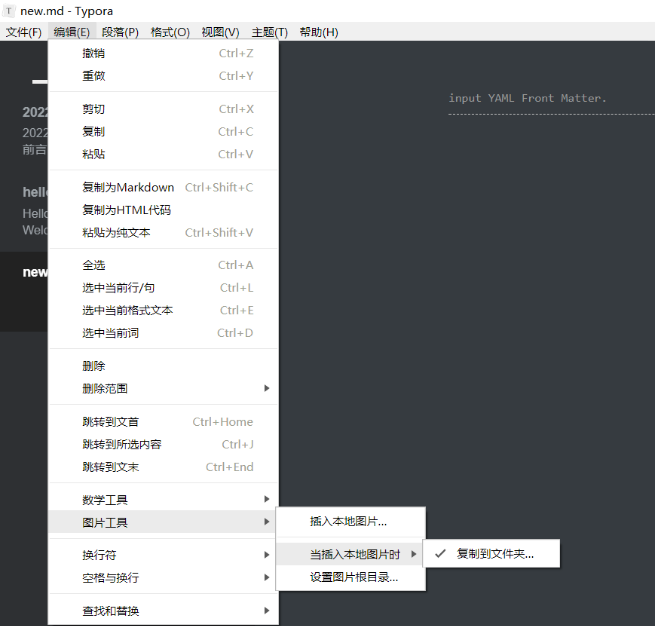 T new.md - Typora
文件(F) 编辑(E) 段落(P) 格式(O) 视图(V) 主题(T) 帮助(H)
撤销 Ctrl+Z
重做 Ctrl+Y
剪切 Ctrl+X
复制 Ctrl+C
粘贴 Ctrl+V
复制为Markdown Ctrl+Shift+C
复制为HTML代码
粘贴为纯文本 Ctrl+Shift+V
全选 Ctrl+A
选中当前行/句 Ctrl+L
选中当前格式文本 Ctrl+E
选中当前词 Ctrl+D
删除
删除范围
跳转到文首 Ctrl+Home
跳转到所选内容 Ctrl+J
跳转到文末 Ctrl+End
数学工具
图片工具
换行符
空格与换行
查找和替换
插入本地图片...
当插入本地图片时
设置图片根目录...
复制到文件夹...
2022
2022
前言
hello
Hello
Welc
new
input YAML Front Matter.